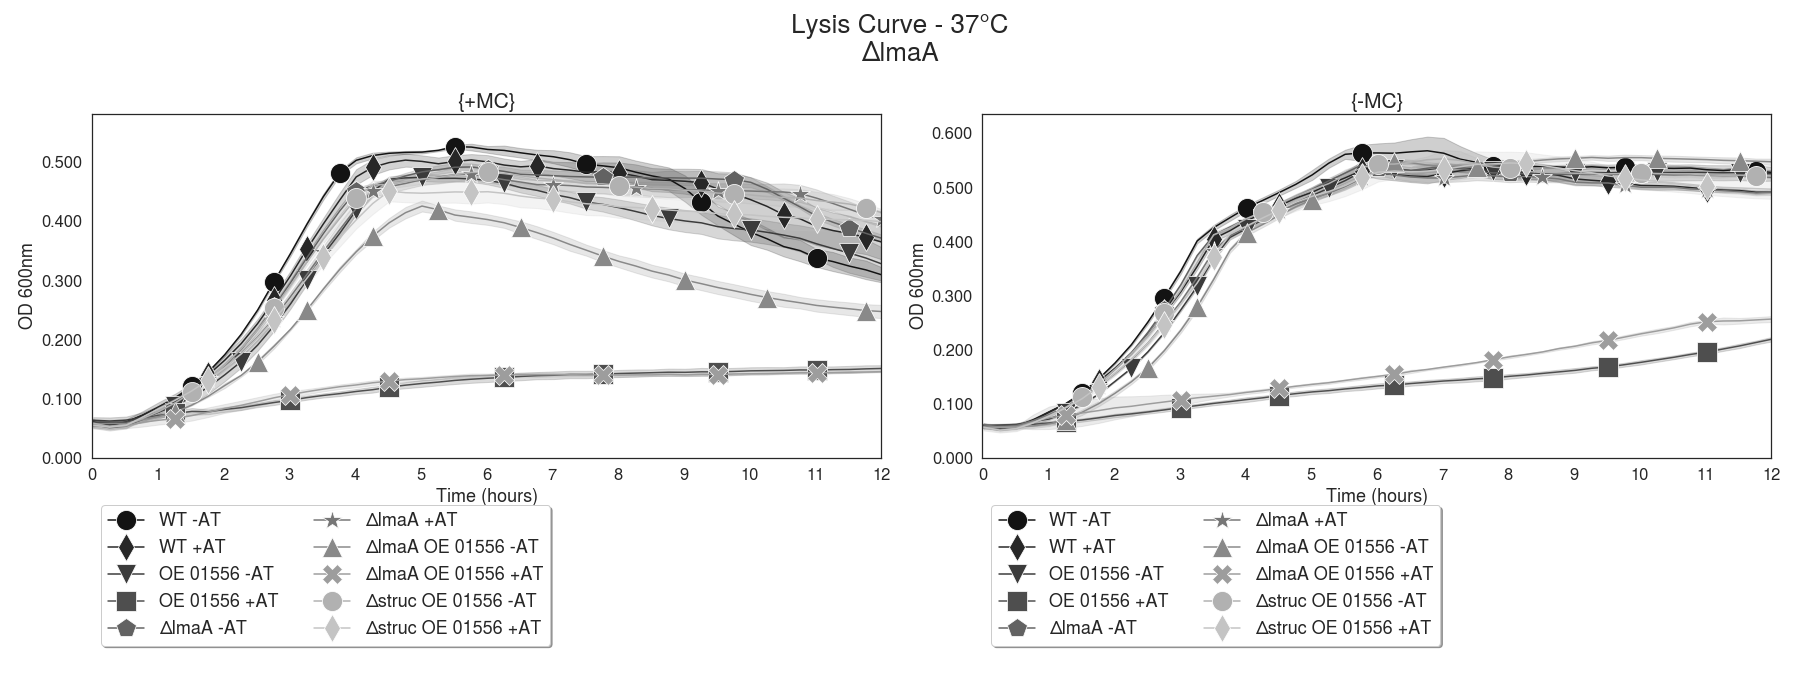 Lysis Curve - 37°C
ΔlmaA
{+MC}
OD 600nm
0.500
0.400
0.300
0.200
0.100
0.000
0 1 2 3 4 5 6 7 8 9 10 11 12
Time (hours)
WT -AT
WT +AT
OE 01556 -AT
OE 01556 +AT
ΔlmaA -AT
ΔlmaA +AT
ΔlmaA OE 01556 -AT
ΔlmaA OE 01556 +AT
Δstruc OE 01556 -AT
Δstruc OE 01556 +AT
{-MC}
OD 600nm
0.600
0.500
0.400
0.300
0.200
0.100
0.000
0 1 2 3 4 5 6 7 8 9 10 11 12
Time (hours)
WT -AT
WT +AT
OE 01556 -AT
OE 01556 +AT
ΔlmaA -AT
ΔlmaA +AT
ΔlmaA OE 01556 -AT
ΔlmaA OE 01556 +AT
Δstruc OE 01556 -AT
Δstruc OE 01556 +AT